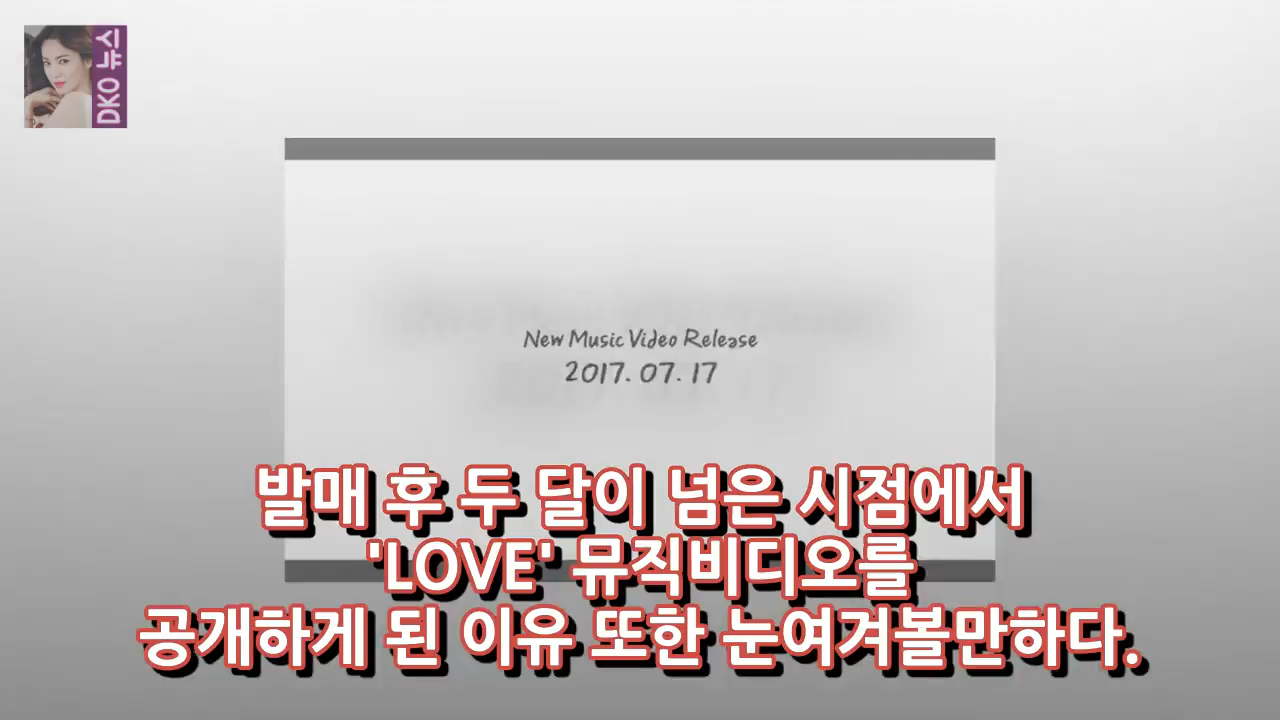 DKO 뉴스
New Music Video Release
2017. 07. 17
발매 후 두 달이 넘은 시점에서
'LOVE' 뮤직비디오를
공개하게 된 이유 또한 눈여겨볼만하다.